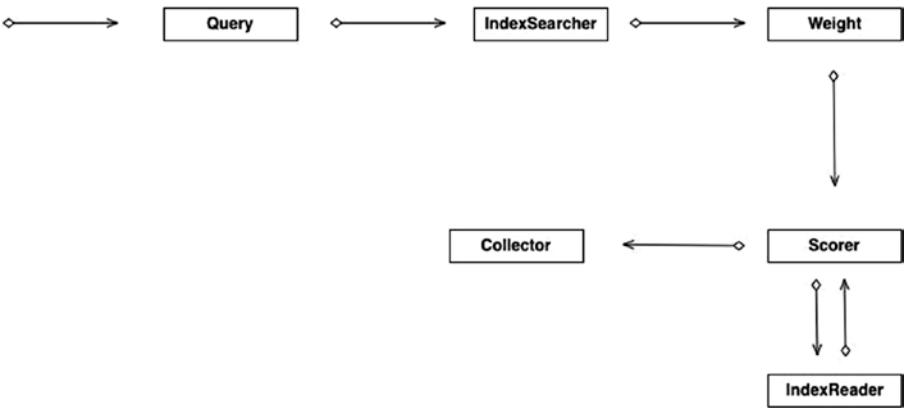 Query
IndexSearcher
Weight
Collector
Scorer
IndexReader